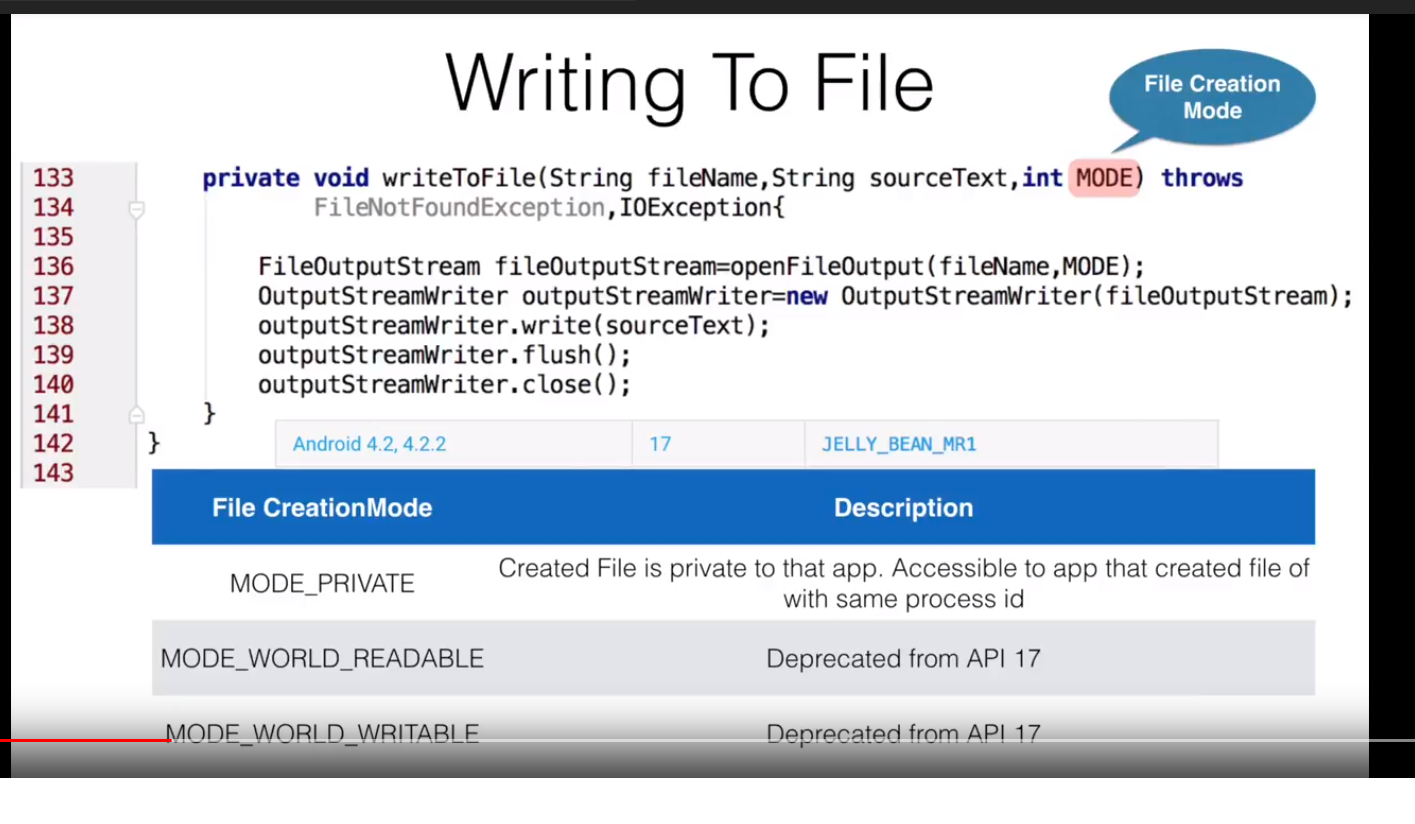 Writing To File
File Creation
Mode
133 private void writeToFile(String fileName,String sourceText,int MODE) throws
134 FileNotFoundException,IOException{
135
136 FileOutputStream fileOutputStream=openFileOutput(fileName,MODE);
137 OutputStreamWriter outputStreamWriter=new OutputStreamWriter(fileOutputStream);
138 outputStreamWriter.write(sourceText);
139 outputStreamWriter.flush();
140 outputStreamWriter.close();
141 }
142 }
Android 4.2, 4.2.2 17 JELLY_BEAN_MR1
143
File CreationMode Description
MODE_PRIVATE
Created File is private to that app. Accessible to app that created file of
with same process id
MODE_WORLD_READABLE Deprecated from API 17
MODE_WORLD_WRITABLE Deprecated from API 17